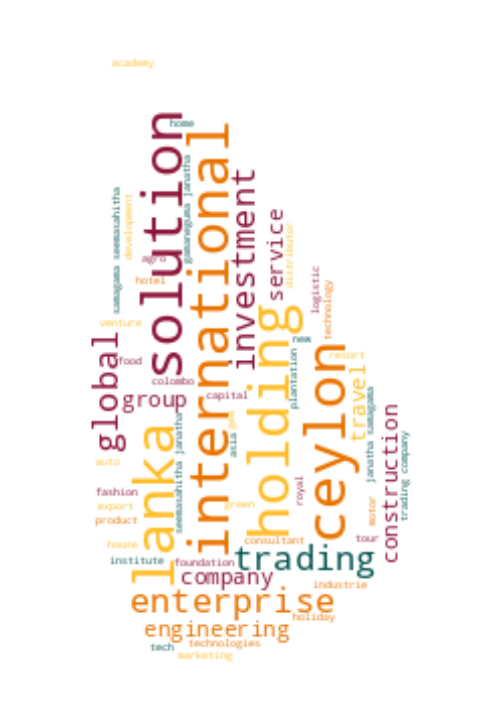 academy
home
solution
international
samagama seemasahitha
development
gamaneguma janatha
investment
service
distributor
agro
hotel
logistic
technology
holding
venture
global
food
new
ceylon
resort
plantation
colombo
group
capital
travel
lanka
seemasahitha janatha
gem
asia
janatha samagama
construction
trading company
auto
fashion
royal
export
green
motor
product
house
consultant
tour
institute
foundation
trading
company
industrie
enterprise
holiday
engineering
tech
technologies
marketing